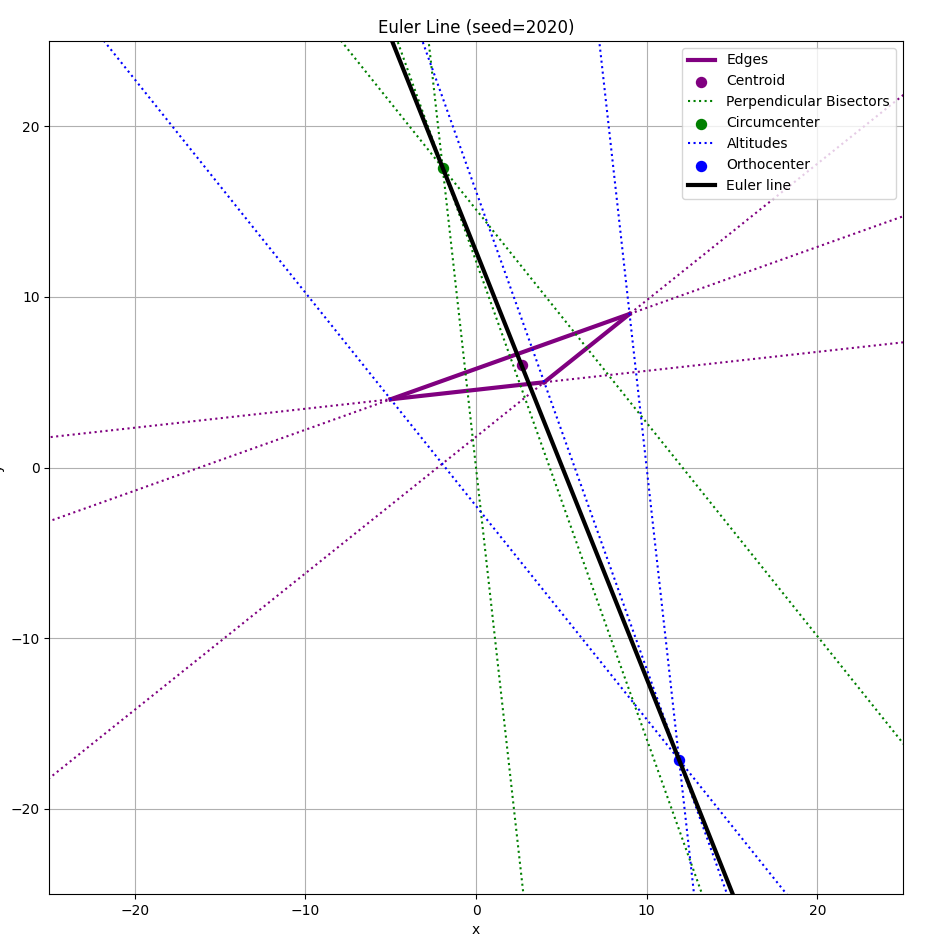 Euler Line (seed=2020)
Edges
Centroid
Perpendicular Bisectors
Circumcenter
Altitudes
Orthocenter
Euler line
20
10
0
−10
−20
−20
−10
0
10
20
x